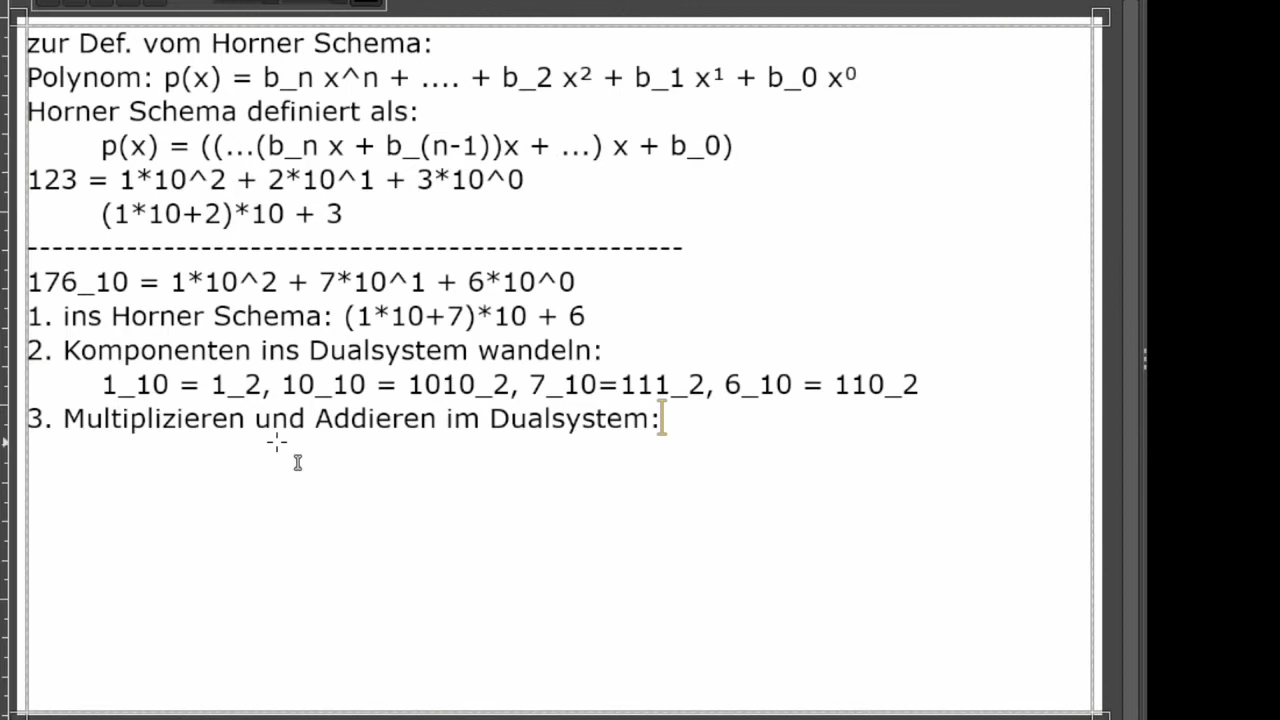 zur Def. vom Horner Schema:
Polynom: p(x) = b_n x^n + .... + b_2 x² + b_1 x¹ + b_0 x⁰
Horner Schema definiert als:
p(x) = ((...(b_n x + b_(n-1))x + ...) x + b_0)
123 = 1*10^2 + 2*10^1 + 3*10^0
(1*10+2)*10 + 3
-----------------------------------------------------
176_10 = 1*10^2 + 7*10^1 + 6*10^0
1. ins Horner Schema: (1*10+7)*10 + 6
2. Komponenten ins Dualsystem wandeln:
1_10 = 1_2, 10_10 = 1010_2, 7_10=111_2, 6_10 = 110_2
3. Multiplizieren und Addieren im Dualsystem: